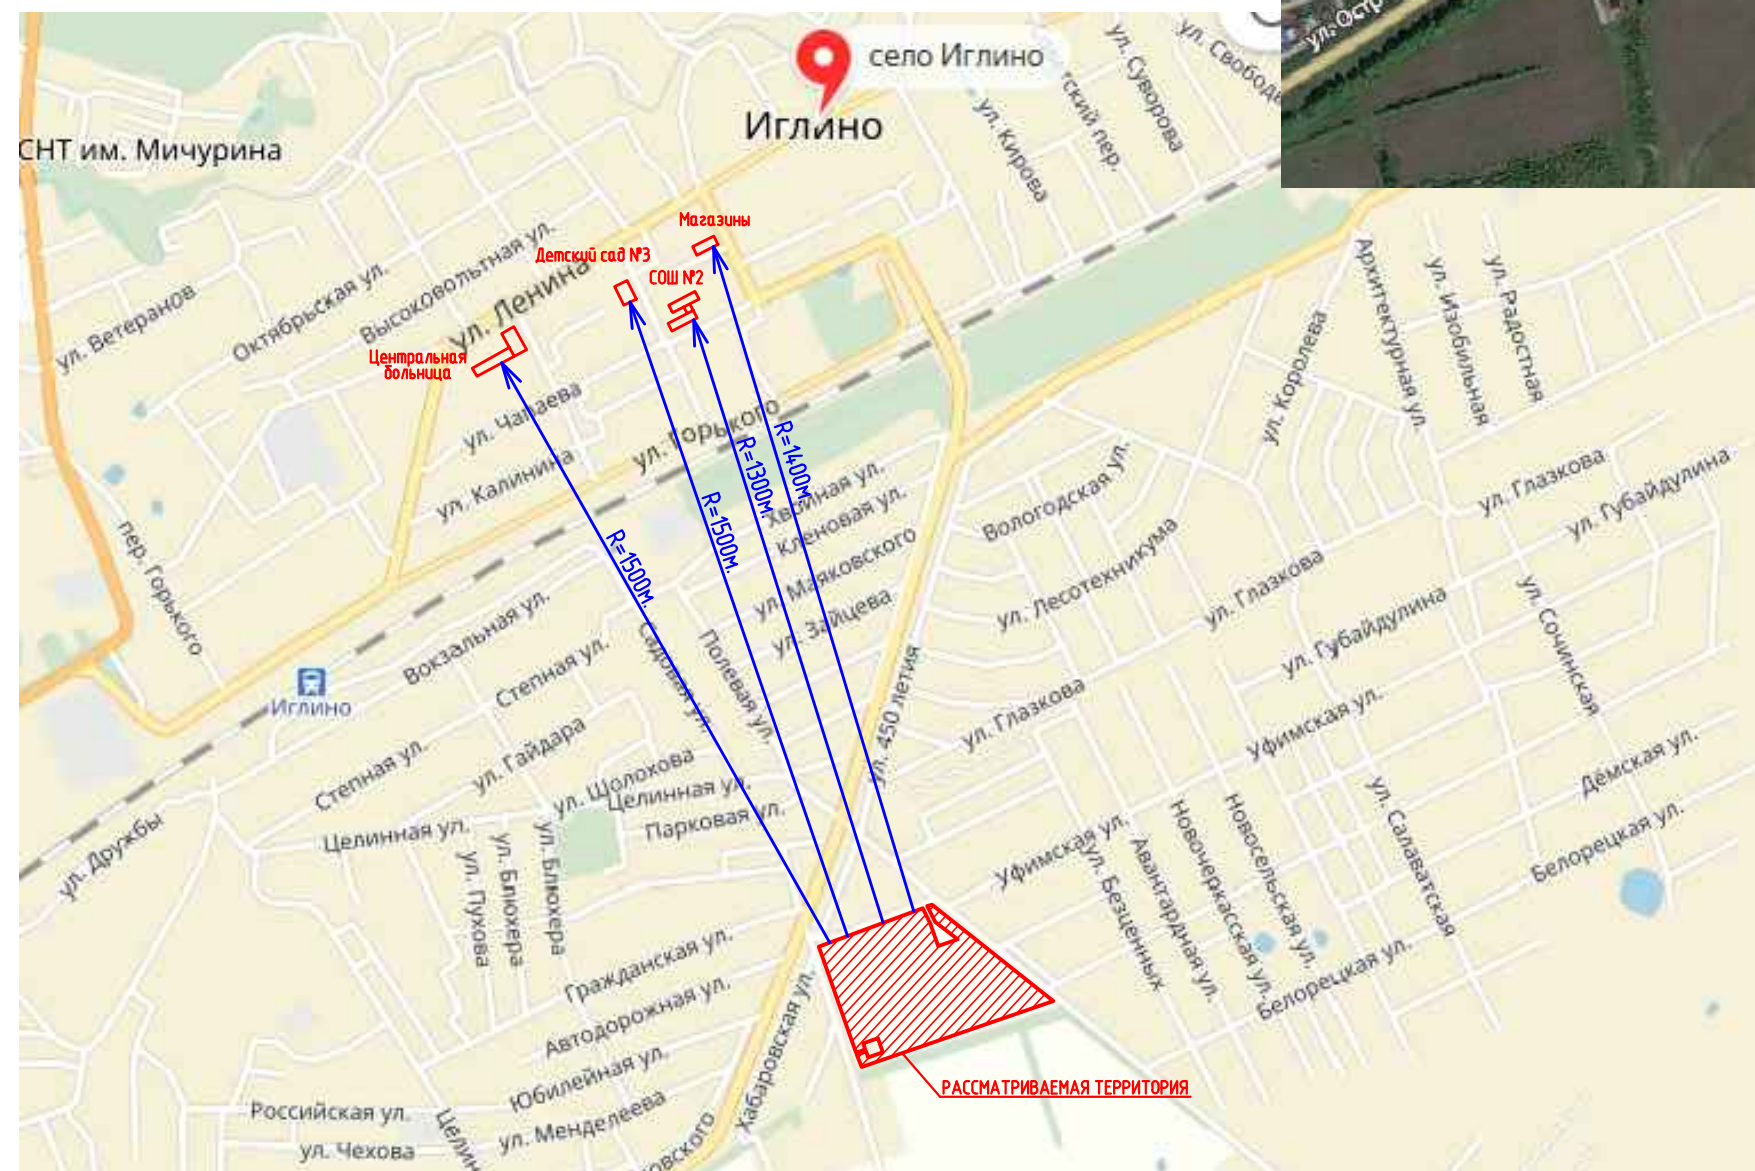 село Иглино
Иглино
СНТ им. Мичурина
ул. Суворова
ул. Кирова
пер.
Магазины
Детский сад №3
СОШ №2
Центральная
больница
ул. Ветеранов
Октябрьская ул.
Высоковольтная ул.
ул. Ленина
ул. Чапаева
ул. Калинина
ул. Горького
пер. Горького
R=1500м.
R=1500м.
R=1300м.
R=1400м.
Хвойная ул.
Кленовая ул.
ул. Маяковского
ул. Зайцева
Вокзальная ул.
Степная ул.
Садовая ул.
Полевая ул.
Иглино
Степная ул.
ул. Гайдара
ул. Шолохова
Целинная ул.
Парковая ул.
Целинная ул.
ул. Дружбы
ул. Пухова
ул. Блюхера
ул. Блюхера
ул. 450 летия
Архитектурная ул.
ул. Изобильная
ул. Радостная
ул. Королева
Вологодская ул.
ул. Лесотехникума
ул. Глазкова
ул. Губайдулина
ул. Глазкова
ул. Губайдулина
ул. Сочинская
ул. Глазкова
Уфимская ул.
Дёмская ул.
Белорецкая ул.
ул. Салаватская
Новосельская ул.
Новочеркасская ул.
Авангардная ул.
ул. Безценных
Уфимская ул.
Белорецкая ул.
Гражданская ул.
Автодорожная ул.
Юбилейная ул.
ул. Менделеева
Хабаровская ул.
Российская ул.
ул. Чехова
РАССМАТРИВАЕМАЯ ТЕРРИТОРИЯ